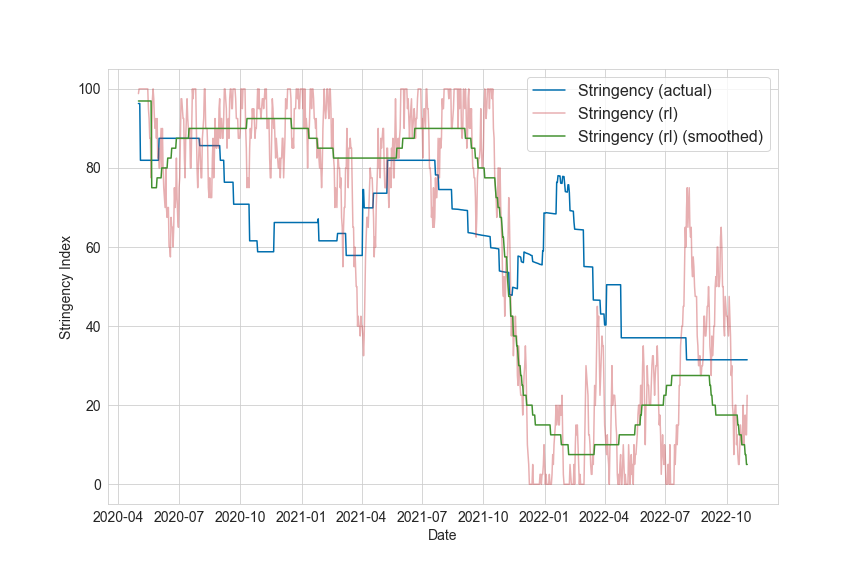 Stringency (actual)
Stringency (rl)
Stringency (rl) (smoothed)
100
80
60
40
20
0
Stringency Index
2020-04 2020-07 2020-10 2021-01 2021-04 2021-07 2021-10 2022-01 2022-04 2022-07 2022-10
Date